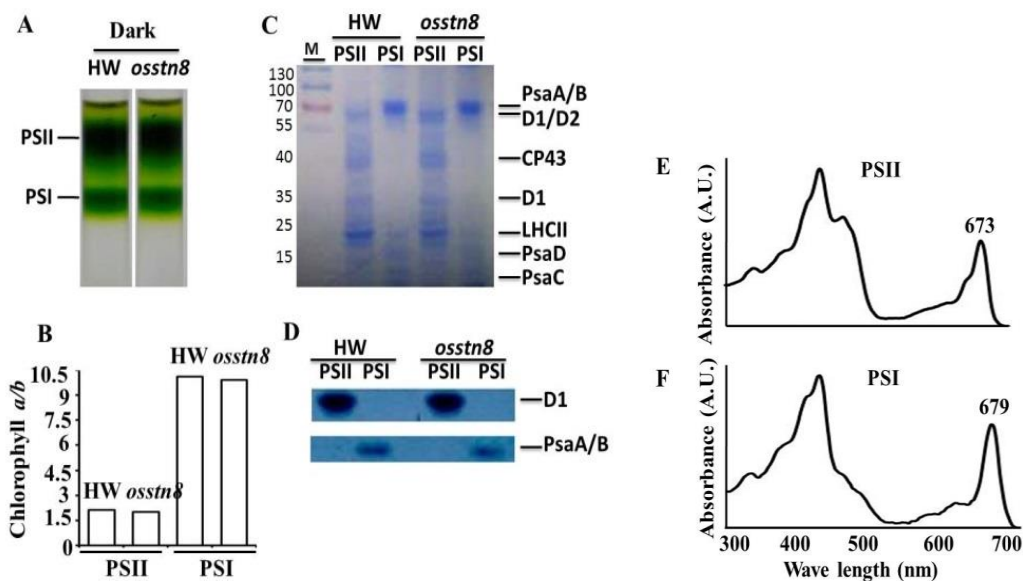 A
Dark
HW osstn8
PSII
PSI
B
HW osstn8
HW osstn8
Chlorophyll a/b
10.5
9
7.5
6
4.5
3
1.5
0
PSII PSI
C
HW osstn8
M PSII PSI PSII PSI
130
100
70
55
40
35
25
15
PsaA/B
D1/D2
CP43
D1
LHCII
PsaD
PsaC
D
HW osstn8
PSII PSI PSII PSI
D1
PsaA/B
E
PSII
673
Absorbance (A.U.)
F
PSI
679
Absorbance (A.U.)
300 400 500 600 700
Wave length (nm)